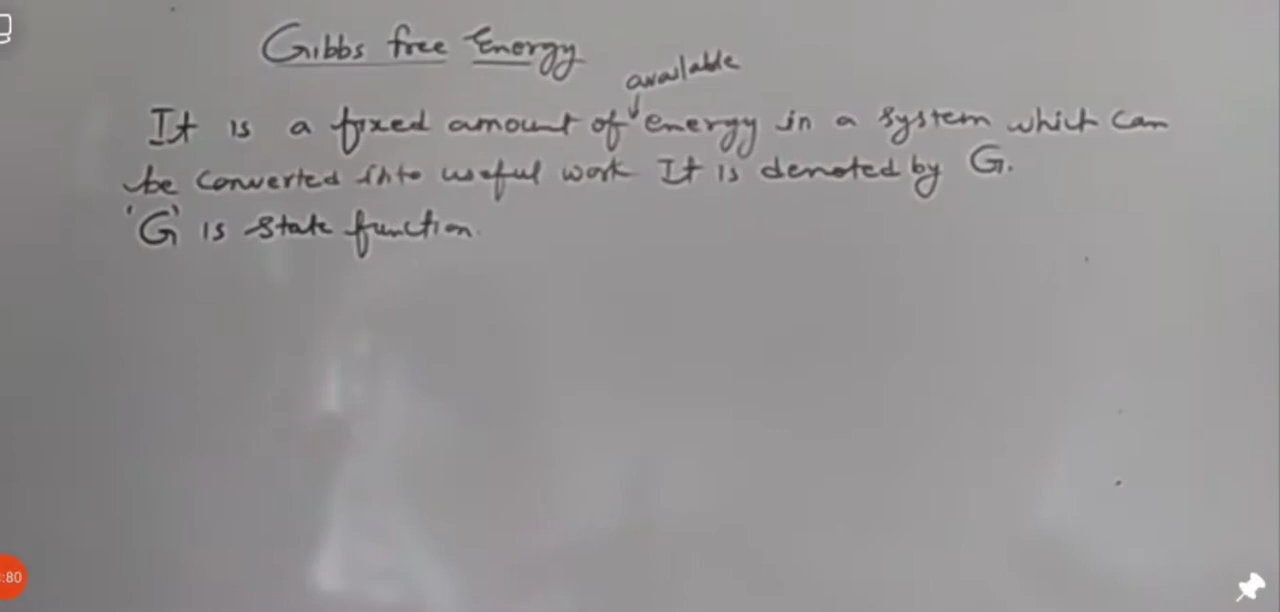 Gibbs free Energy
available
It is a fixed amount of energy in a system which can
be converted into useful work It is denoted by G.
'G' is state function.
:80